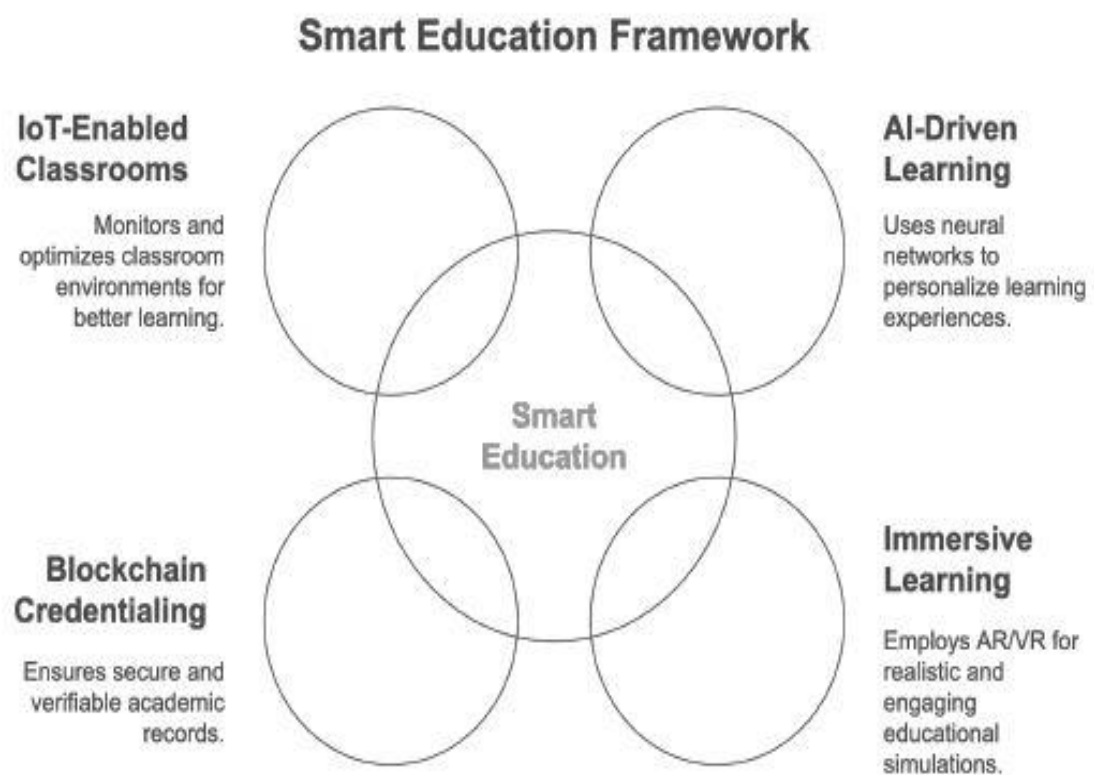 Smart Education Framework
IoT-Enabled
Classrooms
Monitors and
optimizes classroom
environments for
better learning.
AI-Driven
Learning
Uses neural
networks to
personalize learning
experiences.
Smart
Education
Blockchain
Credentialing
Ensures secure and
verifiable academic
records.
Immersive
Learning
Employs AR/VR for
realistic and
engaging
educational
simulations.